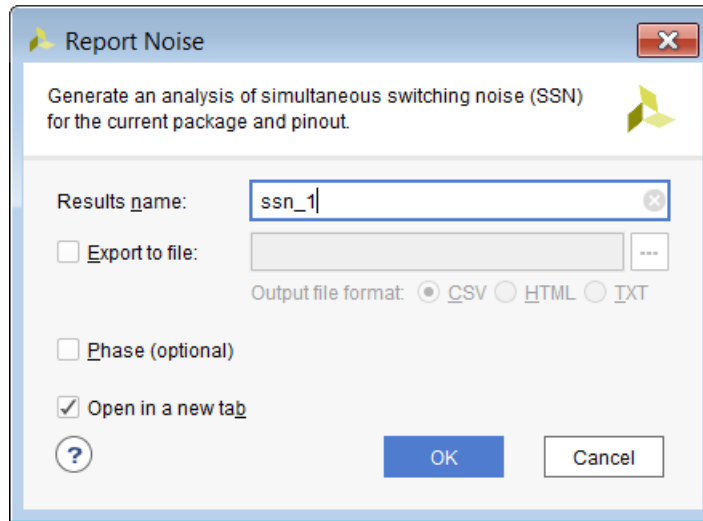 Report Noise
Generate an analysis of simultaneous switching noise (SSN)
for the current package and pinout.
Results name: ssn_1
Export to file: ...
Output file format: CSV HTML TXT
Phase (optional)
Open in a new tab
? OK Cancel